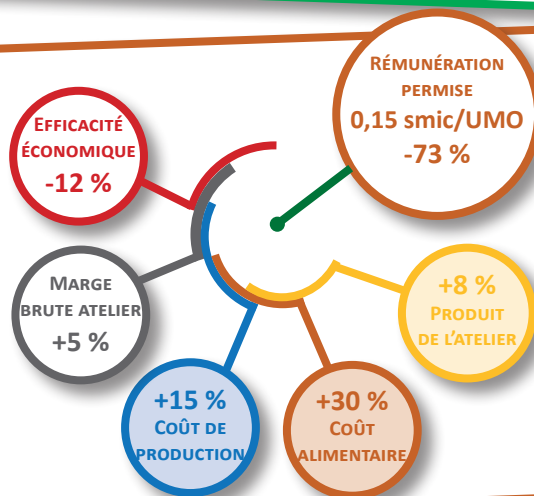 RÉMUNÉRATION
PERMISE
0,15 smic/UMO
-73 %
EFFICACITÉ
ÉCONOMIQUE
-12 %
MARGE
BRUTE ATELIER
+5 %
+8 %
PRODUIT
DE L'ATELIER
+15 %
COÛT DE
PRODUCTION
+30 %
COÛT
ALIMENTAIRE